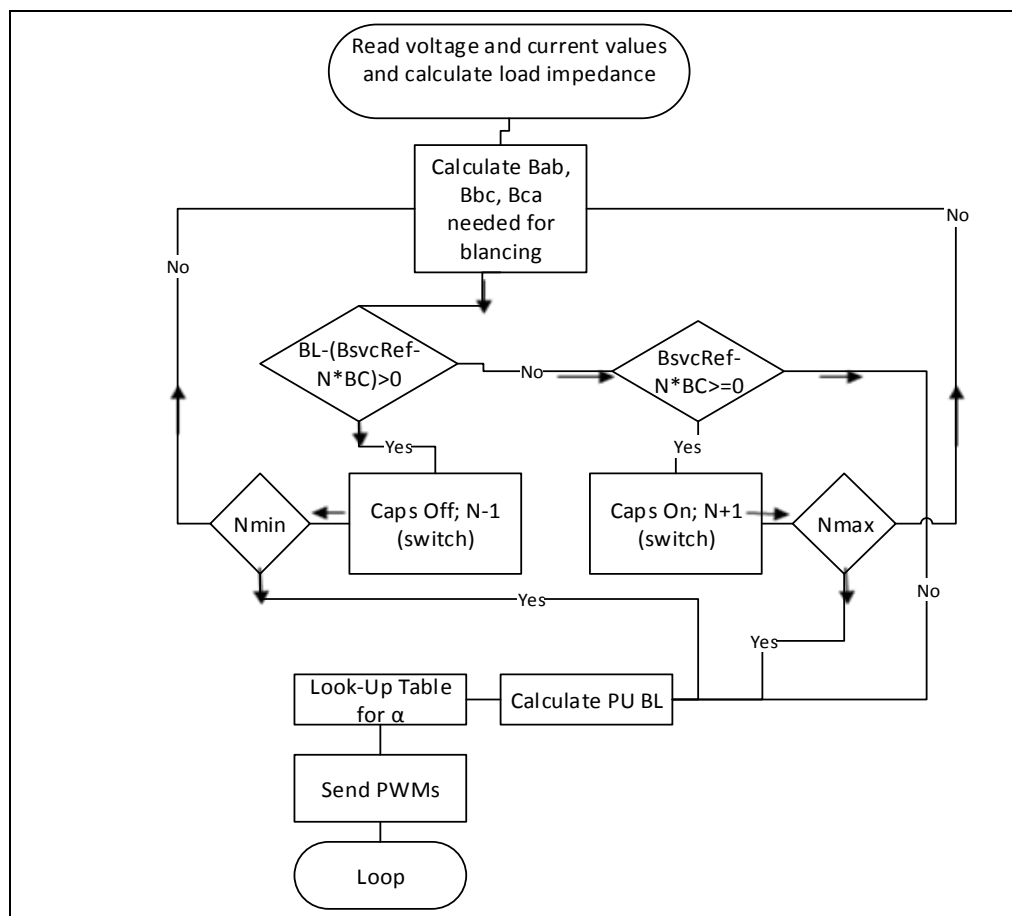 Read voltage and current values
and calculate load impedance
Calculate Bab,
Bbc, Bca
needed for
blancing
No
No
BL-(BsvcRef-
N*BC)>0
No
BsvcRef-
N*BC>=0
Yes
Yes
Nmin
Caps Off; N-1
(switch)
Caps On; N+1
(switch)
Nmax
Yes
No
Yes
Look-Up Table
for α
Calculate PU BL
Send PWMs
Loop